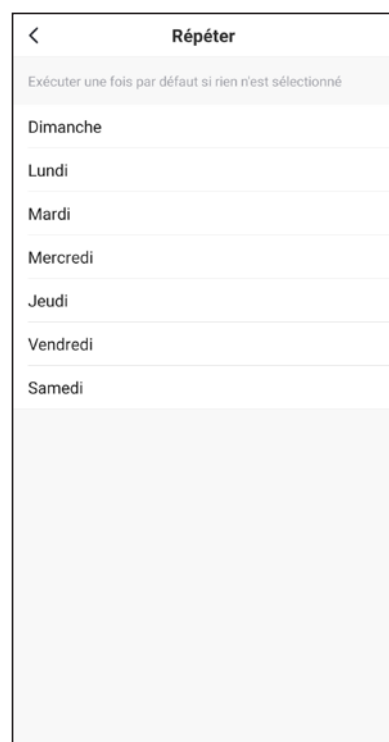 Répéter
Exécuter une fois par défaut si rien n'est sélectionné
Dimanche
Lundi
Mardi
Mercredi
Jeudi
Vendredi
Samedi